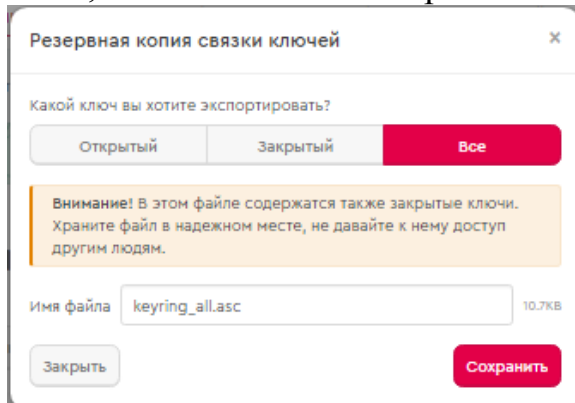 Резервная копия связки ключей ×
Какой ключ вы хотите экспортировать?
Открытый Закрытый Все
Внимание! В этом файле содержатся также закрытые ключи.
Храните файл в надежном месте, не давайте к нему доступ
другим людям.
Имя файла keyring_all.asc 10.7KB
Закрыть Сохранить